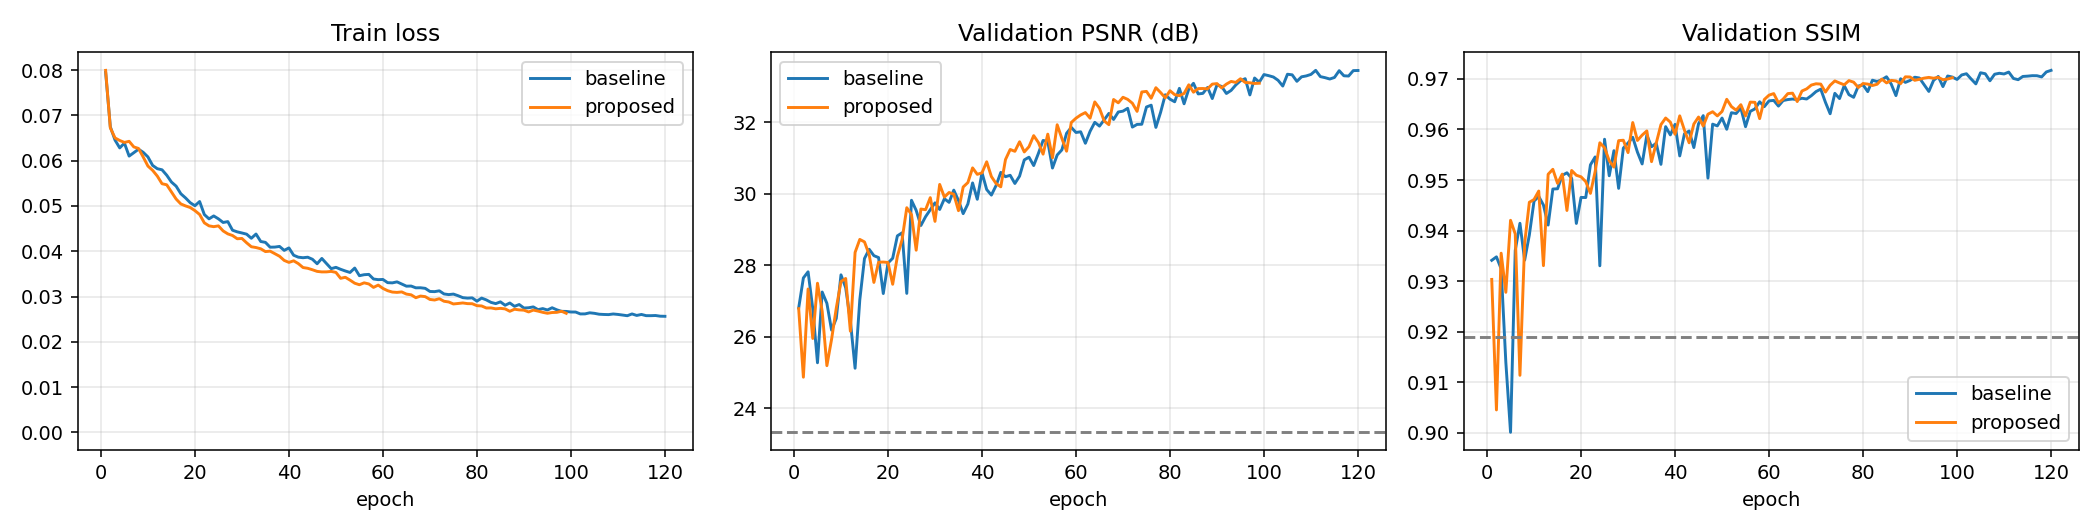 Train loss
0.08
0.07
0.06
0.05
0.04
0.03
0.02
0.01
0.00
0 20 40 60 80 100 120
epoch
baseline
proposed
Validation PSNR (dB)
32
30
28
26
24
0 20 40 60 80 100 120
epoch
baseline
proposed
Validation SSIM
0.97
0.96
0.95
0.94
0.93
0.92
0.91
0.90
0 20 40 60 80 100 120
epoch
baseline
proposed